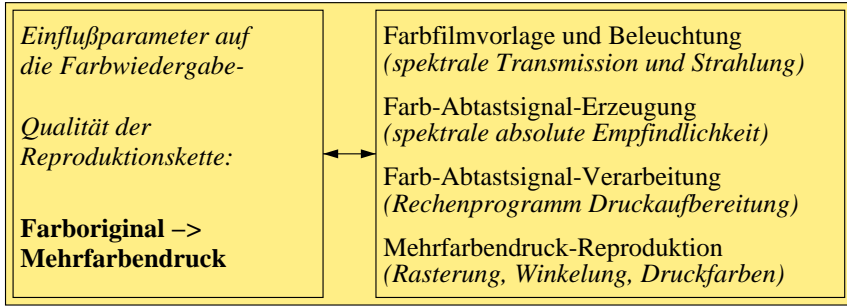 Einflußparameter auf
die Farbwiedergabe-
Qualität der
Reproduktionskette:
Farboriginal −>
Mehrfarbendruck
Farbfilmvorlage und Beleuchtung
(spektrale Transmission und Strahlung)
Farb-Abtastsignal-Erzeugung
(spektrale absolute Empfindlichkeit)
Farb-Abtastsignal-Verarbeitung
(Rechenprogramm Druckaufbereitung)
Mehrfarbendruck-Reproduktion
(Rasterung, Winkelung, Druckfarben)